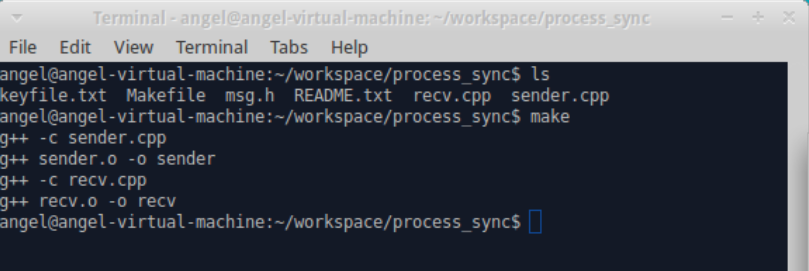 Terminal - angel@angel-virtual-machine: ~/workspace/process_sync
File Edit View Terminal Tabs Help
angel@angel-virtual-machine:~/workspace/process_sync$ ls
keyfile.txt Makefile msg.h README.txt recv.cpp sender.cpp
angel@angel-virtual-machine:~/workspace/process_sync$ make
g++ -c sender.cpp
g++ sender.o -o sender
g++ -c recv.cpp
g++ recv.o -o recv
angel@angel-virtual-machine:~/workspace/process_sync$